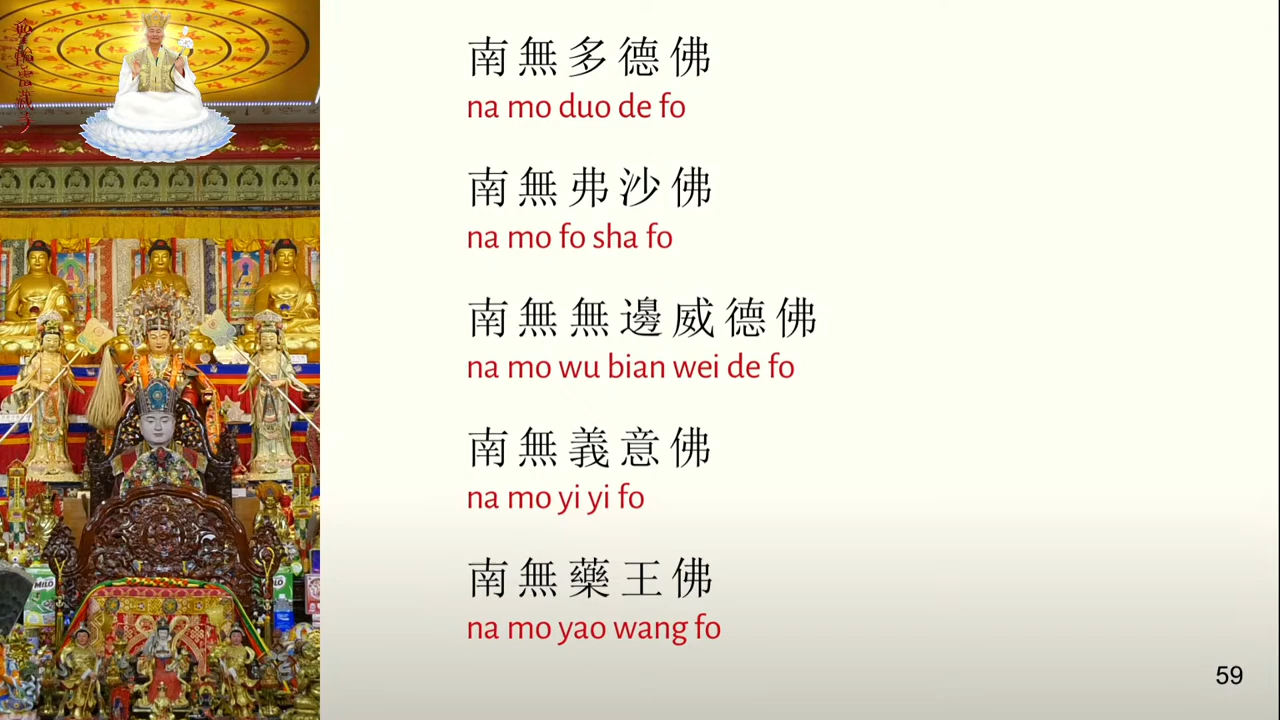 南無多德佛
na mo duo de fo
南無弗沙佛
na mo fo sha fo
南無無邊威德佛
na mo wu bian wei de fo
南無義意佛
na mo yi yi fo
南無藥王佛
na mo yao wang fo
59
MILO